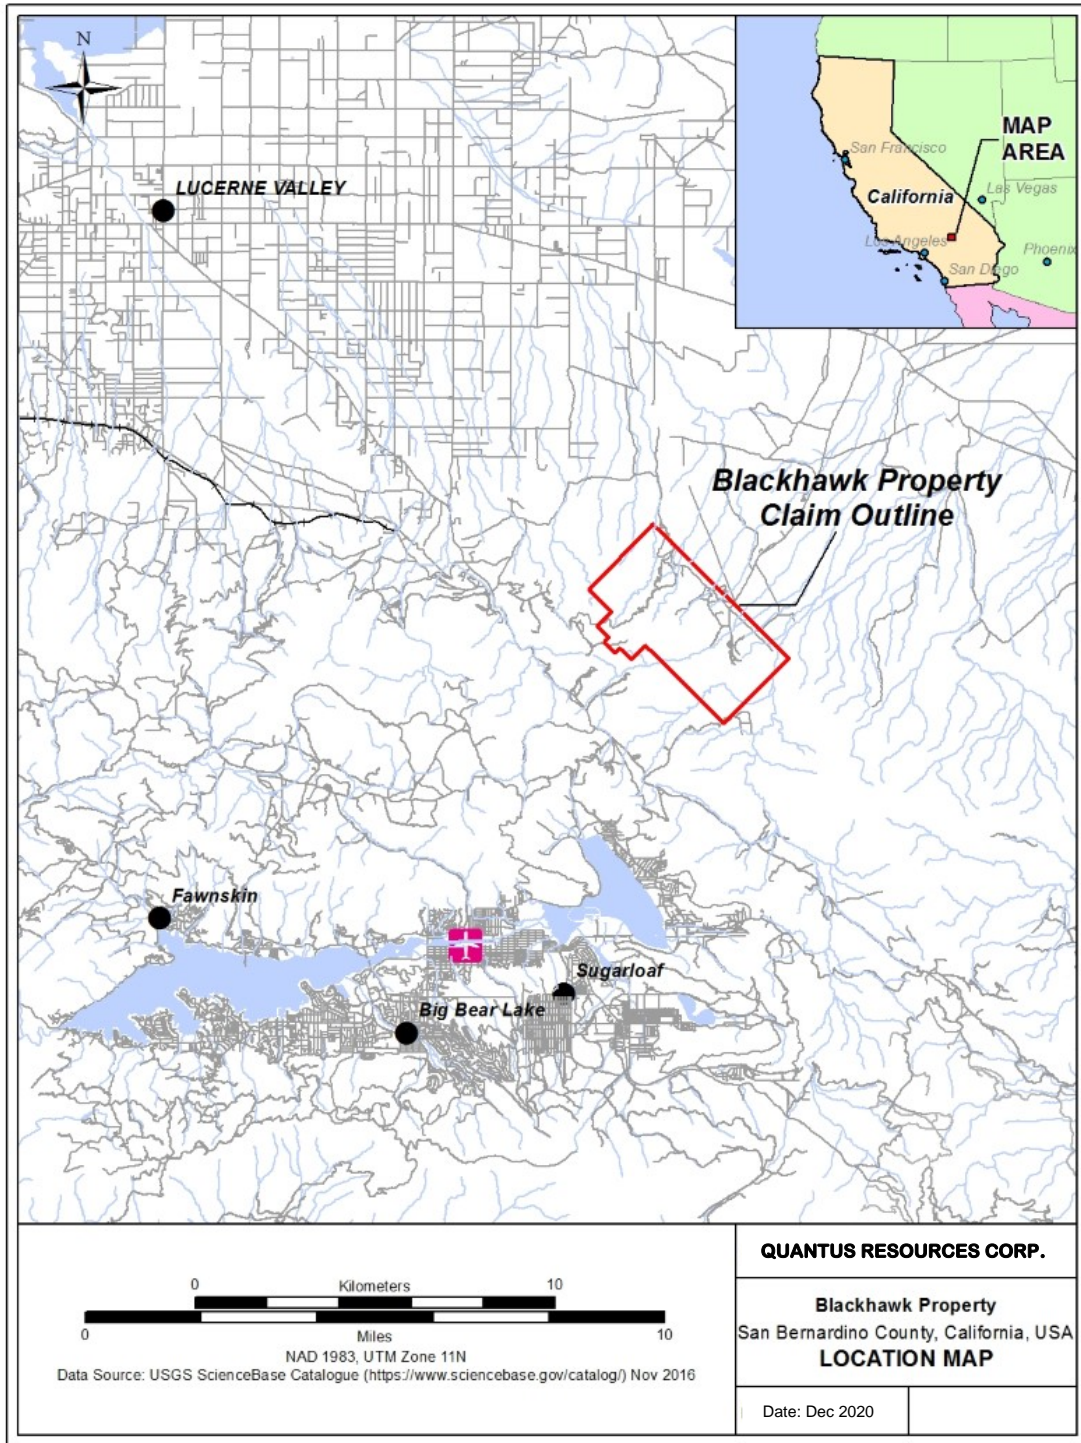 N
LUCERNE VALLEY
MAP
AREA
San Francisco
Las Vegas
California
Los Angeles
Phoenix
San Diego
Blackhawk Property
Claim Outline
Fawnskin
Sugarloaf
Big Bear Lake
0 Kilometers 10
0 Miles 10
NAD 1983, UTM Zone 11N
Data Source: USGS ScienceBase Catalogue (https://www.sciencebase.gov/catalog/) Nov 2016
QUANTUS RESOURCES CORP.
Blackhawk Property
San Bernardino County, California, USA
LOCATION MAP
Date: Dec 2020